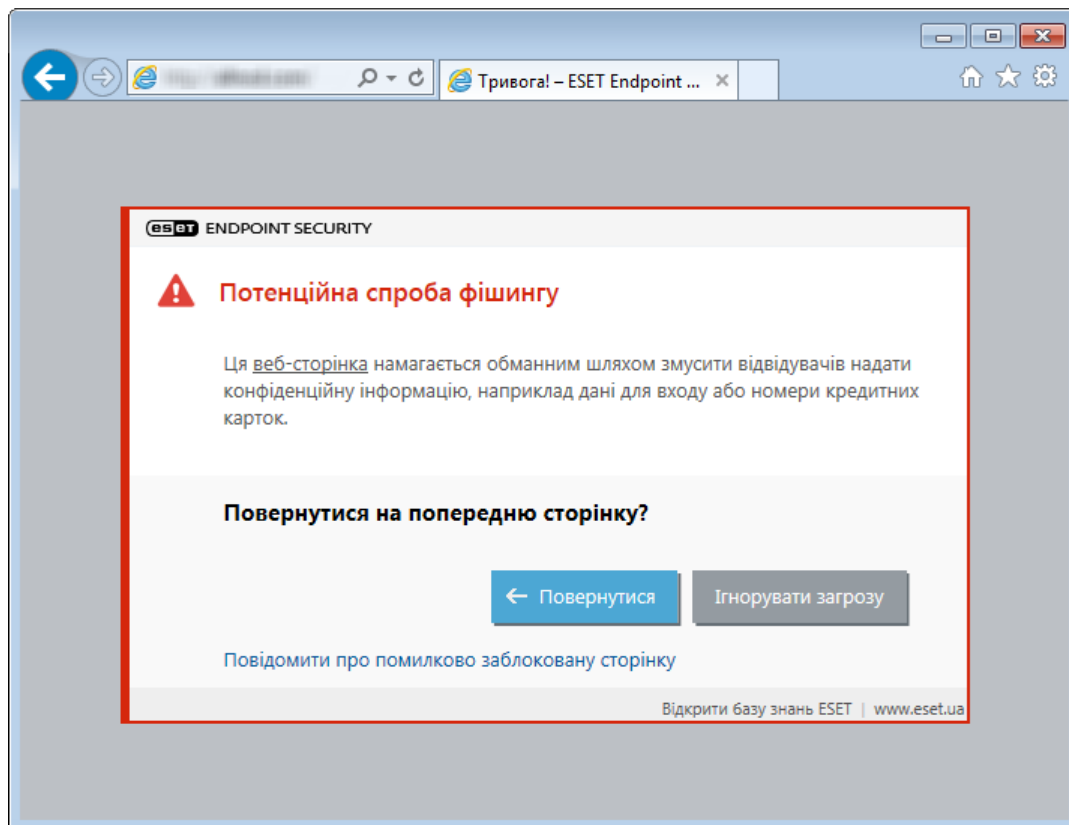 Тривога! – ESET Endpoint ...
eset ENDPOINT SECURITY
Потенційна спроба фішингу
Ця веб-сторінка намагається обманним шляхом змусити відвідувачів надати
конфіденційну інформацію, наприклад дані для входу або номери кредитних
карток.
Повернутися на попередню сторінку?
Повернутися
Ігнорувати загрозу
Повідомити про помилково заблоковану сторінку
Відкрити базу знань ESET | www.eset.ua